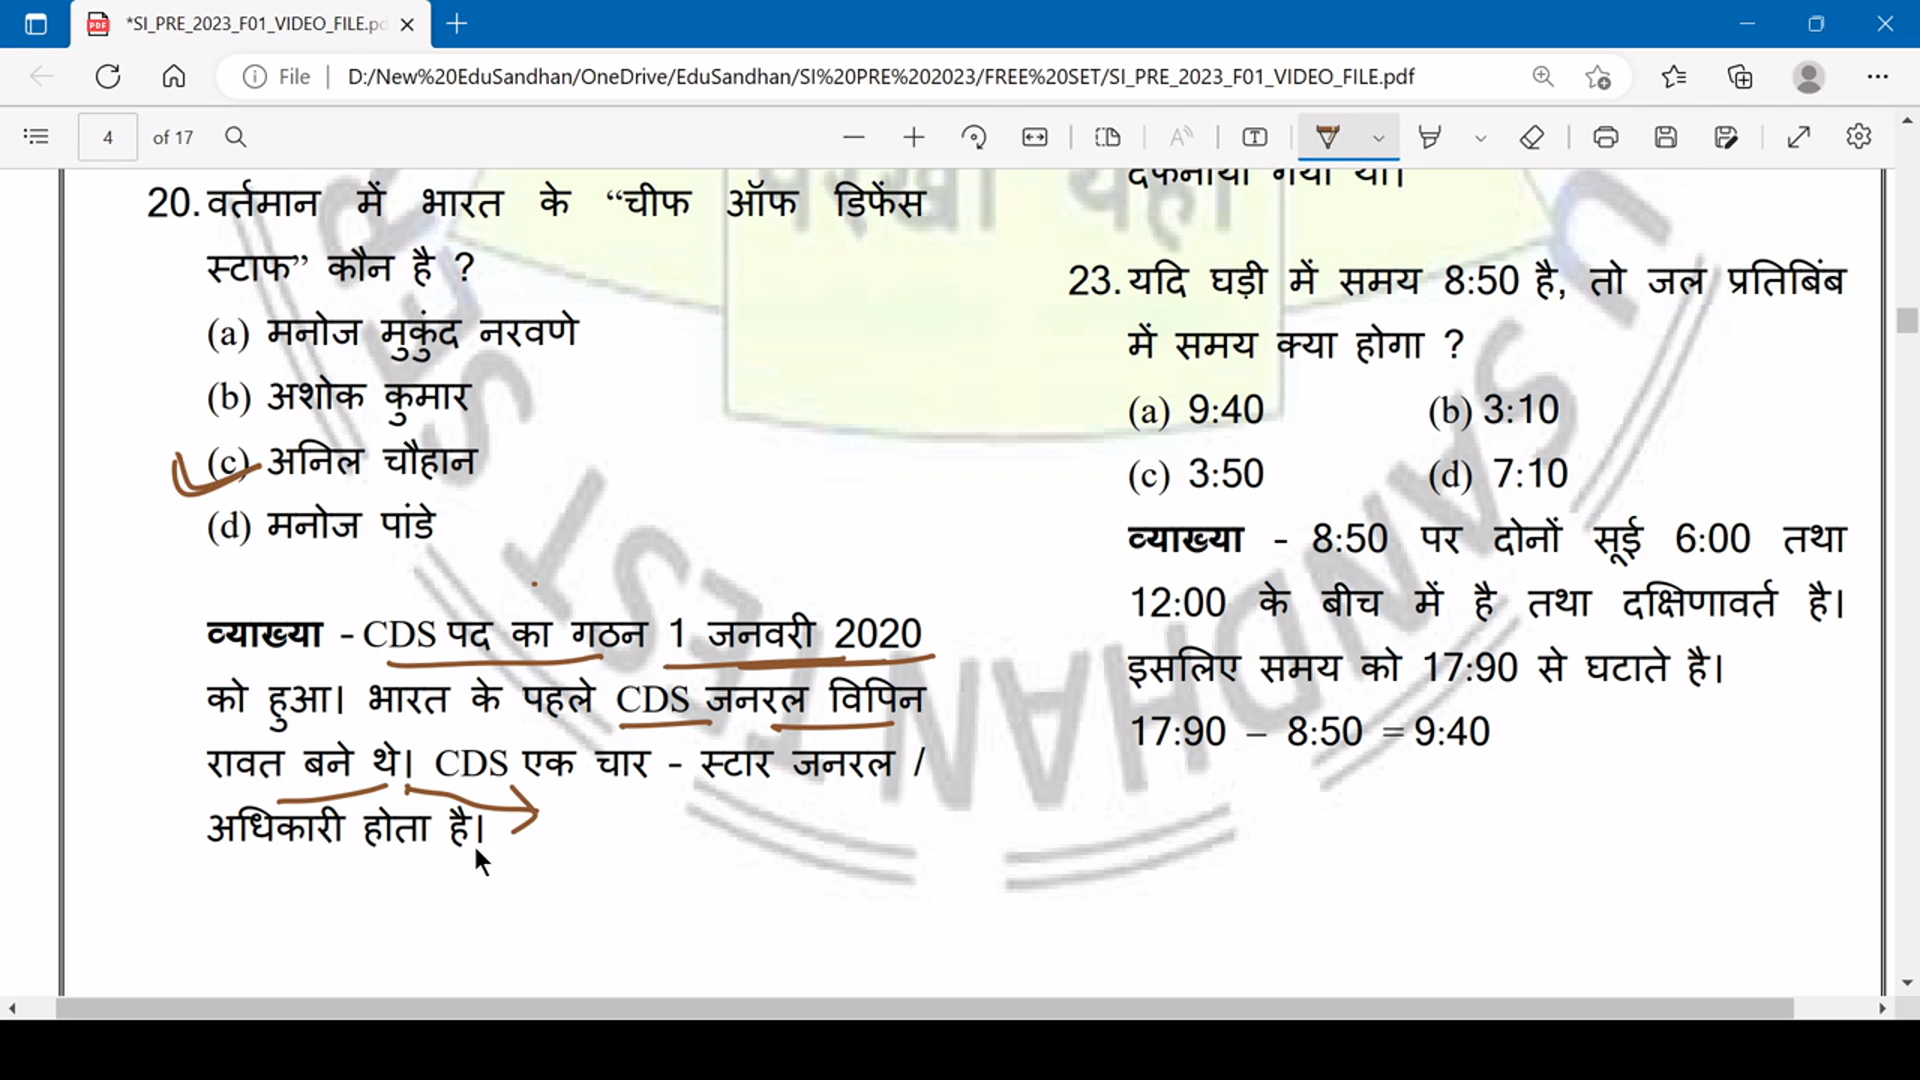 *SI_PRE_2023_F01_VIDEO_FILE.pd
File
D:/New%20EduSandhan/OneDrive/EduSandhan/SI%20PRE%202023/FREE%20SET/SI_PRE_2023_F01_VIDEO_FILE.pdf
4 of 17
20. वर्तमान में भारत के “चीफ ऑफ डिफेंस
स्टाफ” कौन है ?
(a) मनोज मुकुंद नरवणे
(b) अशोक कुमार
(c) अनिल चौहान
(d) मनोज पांडे
व्याख्या - CDS पद का गठन 1 जनवरी 2020
को हुआ। भारत के पहले CDS जनरल विपिन
रावत बने थे। CDS एक चार - स्टार जनरल /
अधिकारी होता है।
दफनाया गया था।
23. यदि घड़ी में समय 8:50 है, तो जल प्रतिबिंब
में समय क्या होगा ?
(a) 9:40 (b) 3:10
(c) 3:50 (d) 7:10
व्याख्या - 8:50 पर दोनों सूई 6:00 तथा
12:00 के बीच में है तथा दक्षिणावर्त है।
इसलिए समय को 17:90 से घटाते है।
17:90 – 8:50 = 9:40